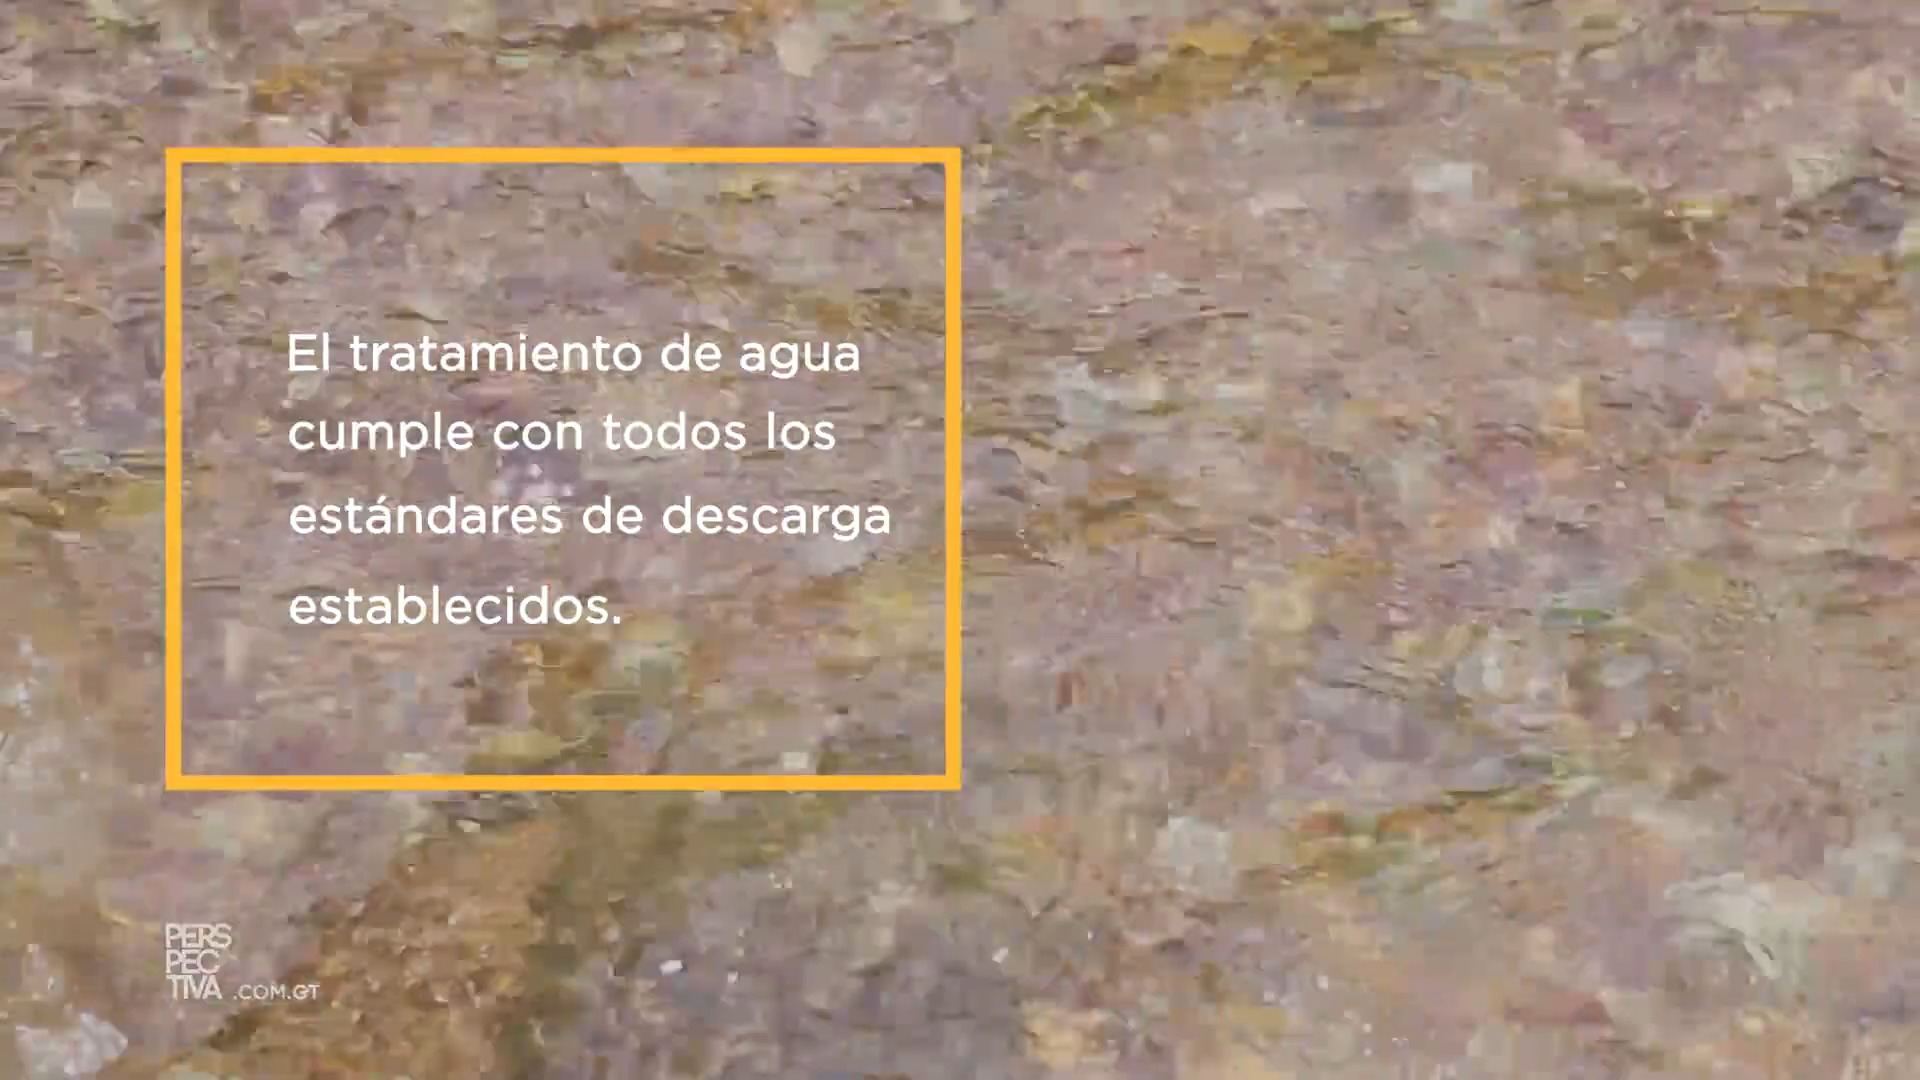 El tratamiento de agua
cumple con todos los
estándares de descarga
establecidos.
PERS
PEC
TIVA .COM.GT